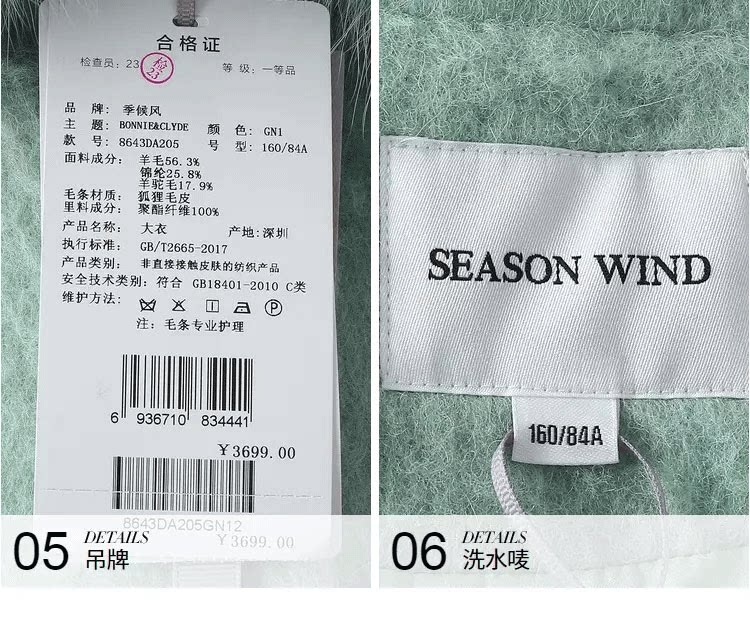 合格证
检查员: 23 检 23 等 级: 一等品
品 牌: 季候风
主 题: BONNIE&CLYDE 颜 色: GN1
款 号: 8643DA205 号 型: 160/84A
面料成分: 羊毛56.3%
锦纶25.8%
羊驼毛17.9%
毛条材质: 狐狸毛皮
里料成分: 聚酯纤维100%
产品名称: 大衣 产地:深圳
执行标准: GB/T2665-2017
产品类别: 非直接接触皮肤的纺织产品
安全技术类别: 符合 GB18401-2010 C类
维护方法: P
注: 毛条专业护理
6 936710 834441
¥3699.00
8643DA205GN12
¥3699.00
05 DETAILS
吊牌
SEASON WIND
160/84A
06 DETAILS
洗水唛